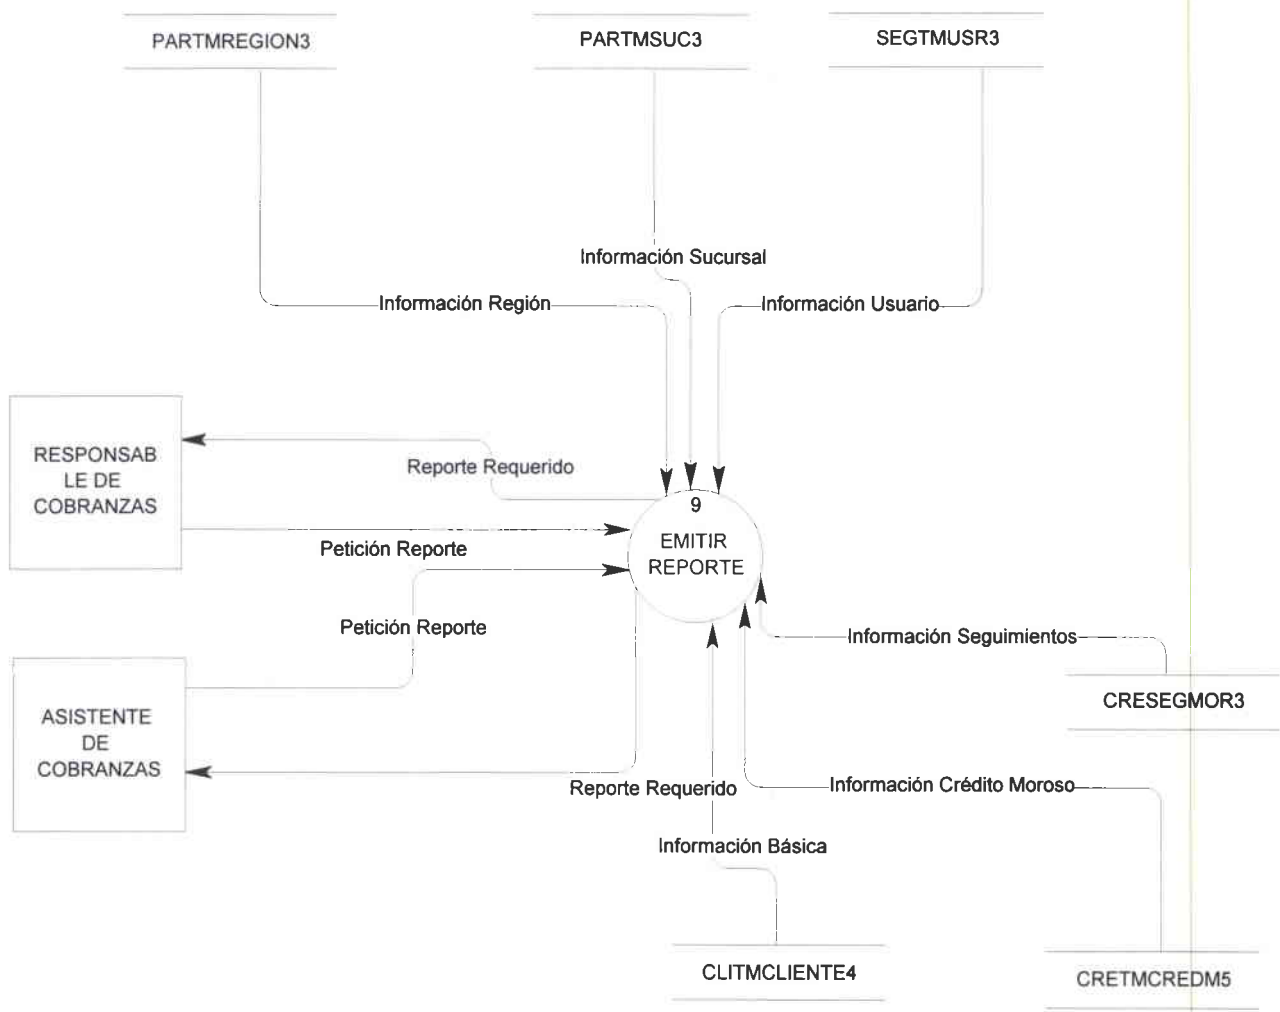 PARTMREGION3
PARTMSUC3
SEGTMUSR3
Información Sucursal
Información Región
Información Usuario
RESPONSAB
LE DE
COBRANZAS
Reporte Requerido
Petición Reporte
9
EMITIR
REPORTE
Petición Reporte
Información Seguimientos
CRESEGMOR3
ASISTENTE
DE
COBRANZAS
Reporte Requerido
Información Crédito Moroso
Información Básica
CLITMCLIENTE4
CRETMCREDM5